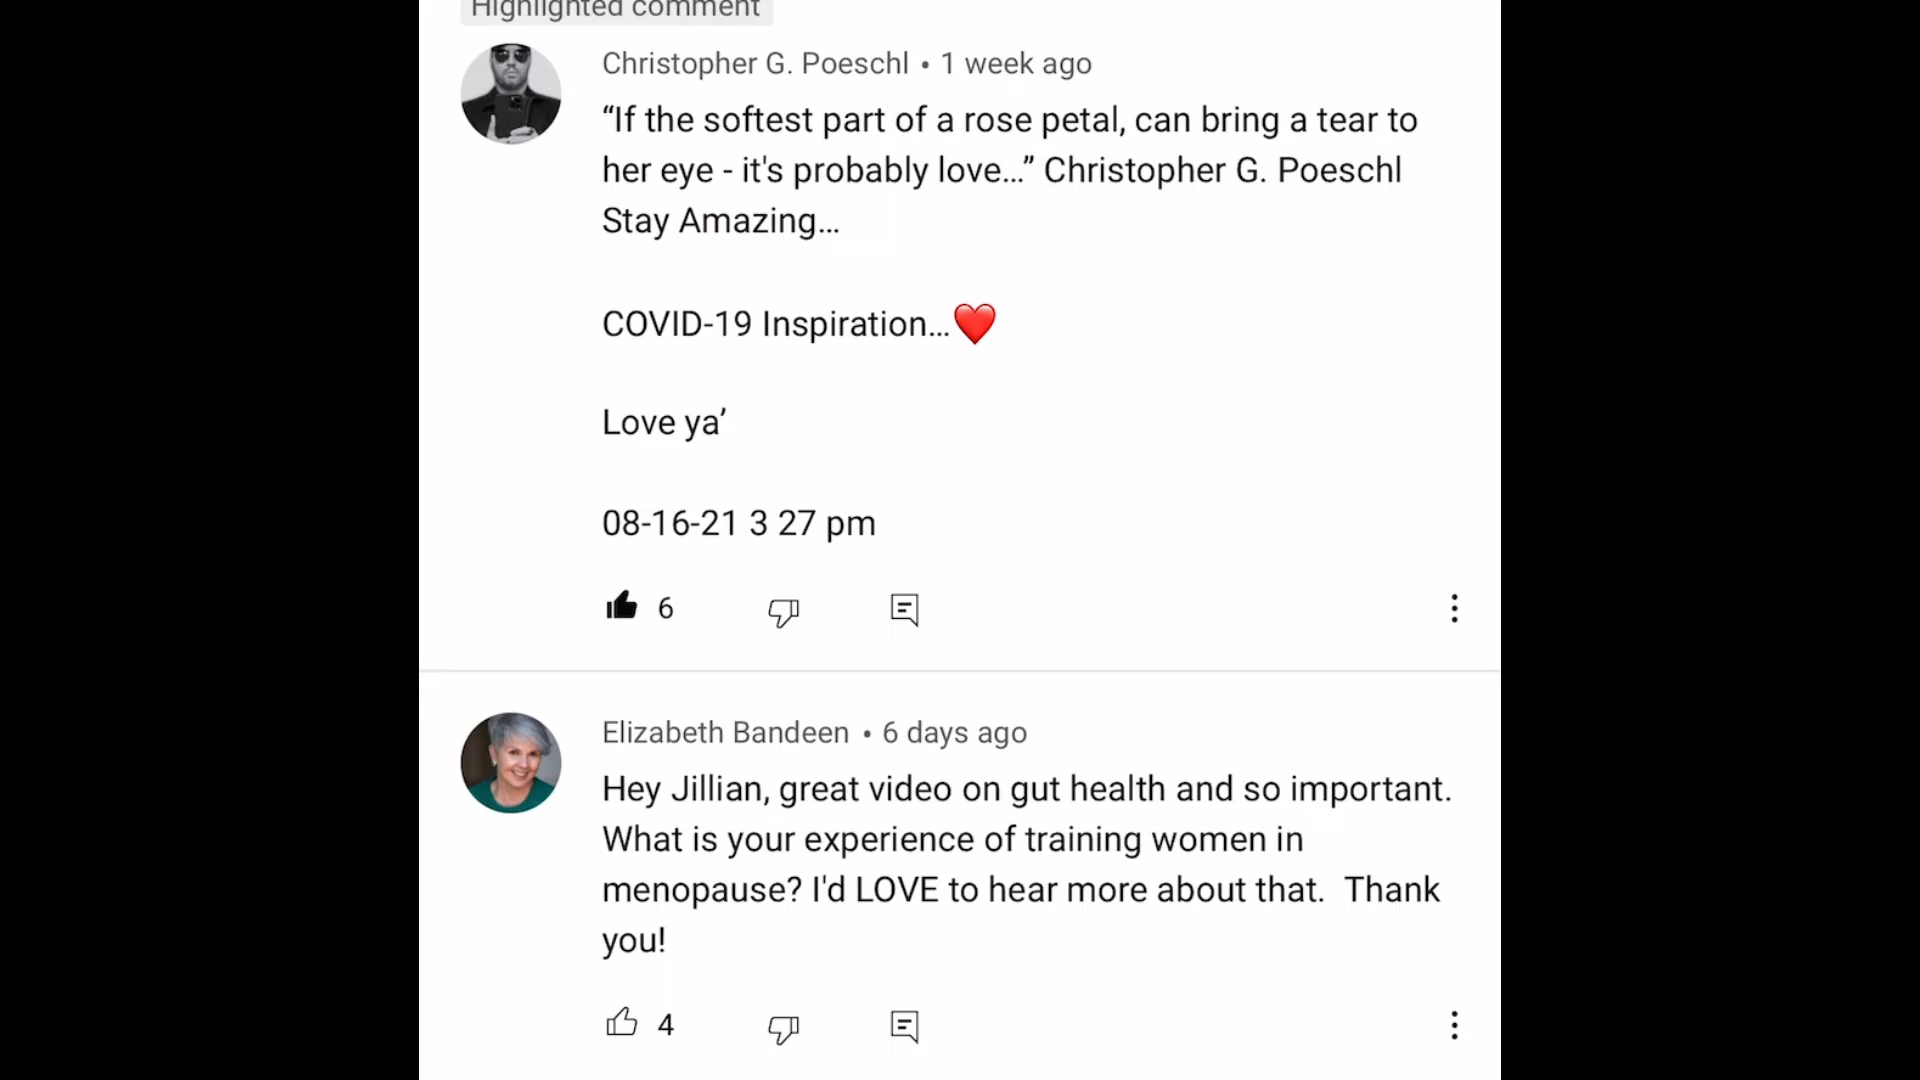 Highlighted comment
Christopher G. Poeschl • 1 week ago
“If the softest part of a rose petal, can bring a tear to
her eye - it's probably love…” Christopher G. Poeschl
Stay Amazing…
COVID-19 Inspiration…❤️
Love ya’
08-16-21 3 27 pm
6
Elizabeth Bandeen • 6 days ago
Hey Jillian, great video on gut health and so important.
What is your experience of training women in
menopause? I'd LOVE to hear more about that.  Thank
you!
4